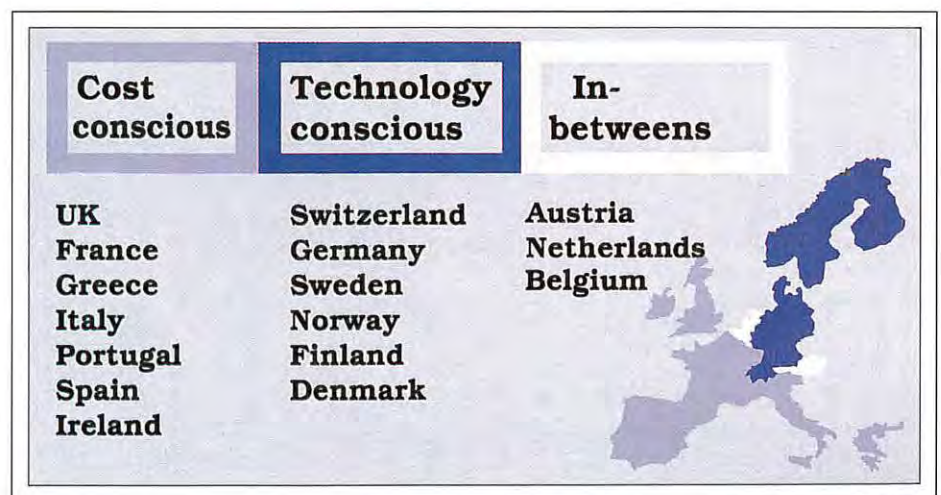 Cost
conscious
Technology
conscious
In-
betweens
UK
France
Greece
Italy
Portugal
Spain
Ireland
Switzerland
Germany
Sweden
Norway
Finland
Denmark
Austria
Netherlands
Belgium